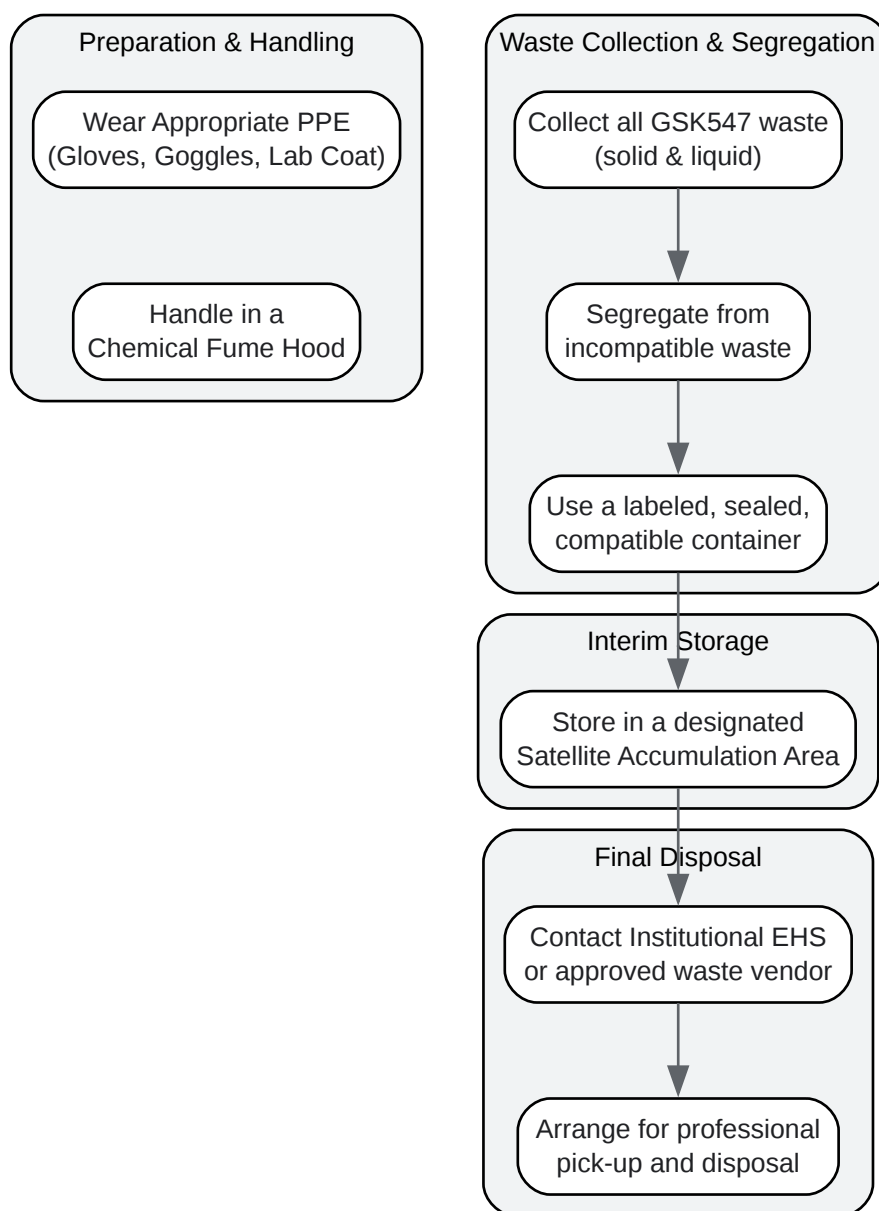 Preparation & Handling
Wear Appropriate PPE
(Gloves, Goggles, Lab Coat)
Handle in a
Chemical Fume Hood
Waste Collection & Segregation
Collect all GSK547 waste
(solid & liquid)
Segregate from
incompatible waste
Use a labeled, sealed,
compatible container
Interim Storage
Store in a designated
Satellite Accumulation Area
Final Disposal
Contact Institutional EHS
or approved waste vendor
Arrange for professional
pick-up and disposal